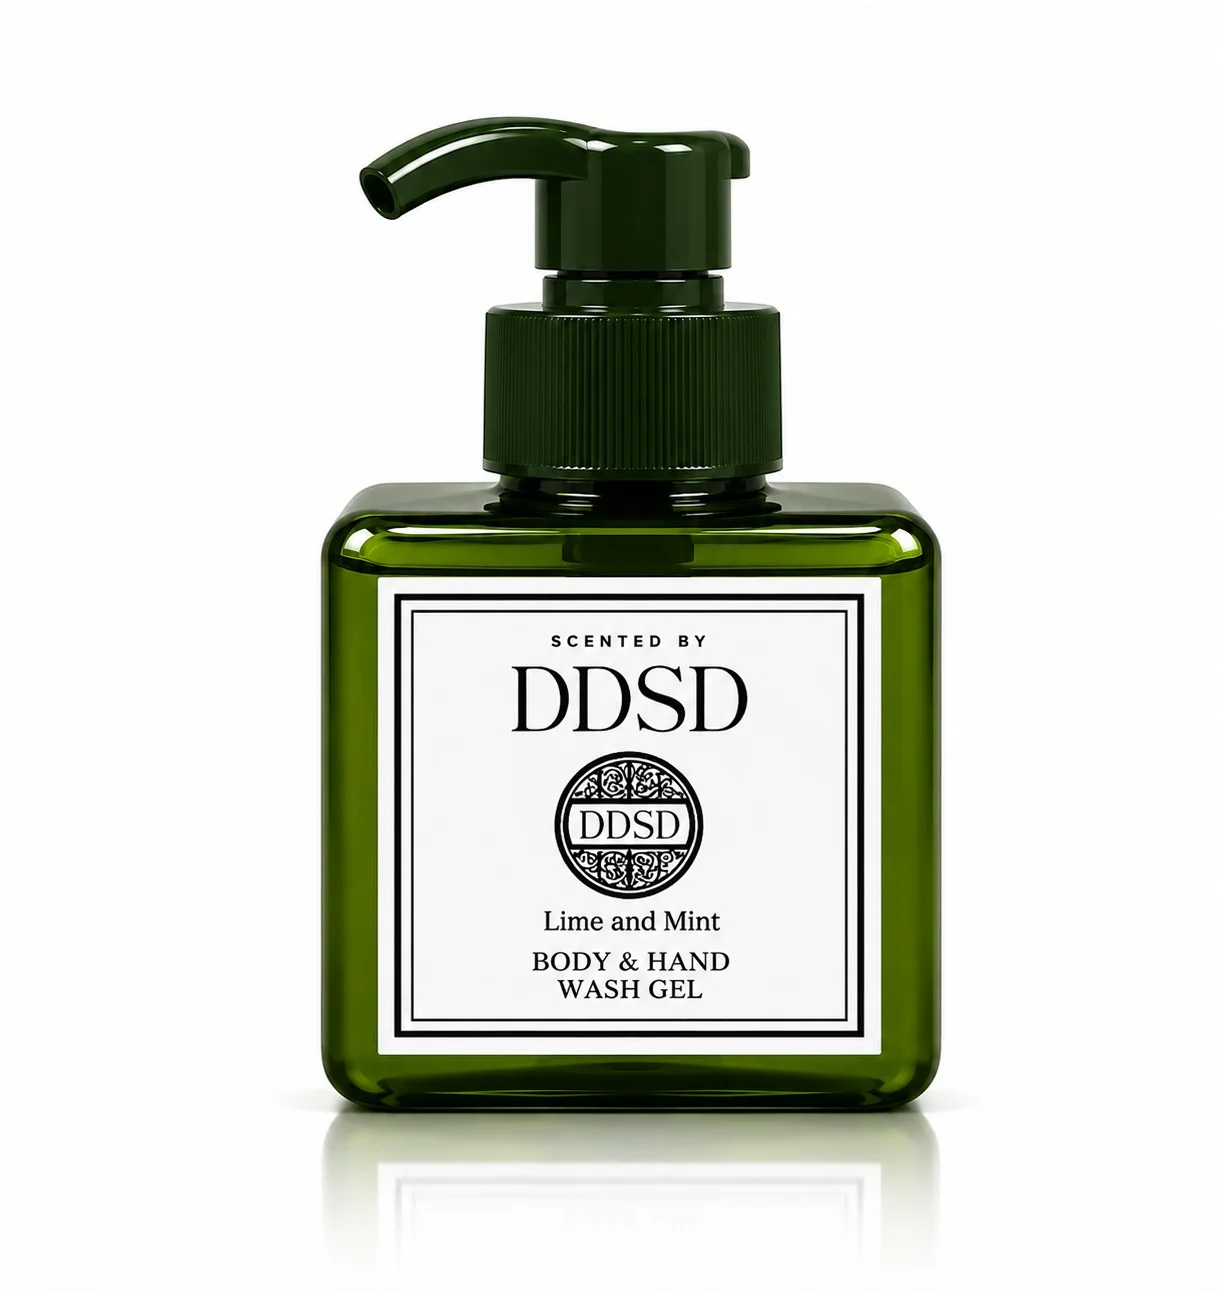 SCENTED BY
DDSD
DDSD
Lime and Mint
BODY & HAND
WASH GEL